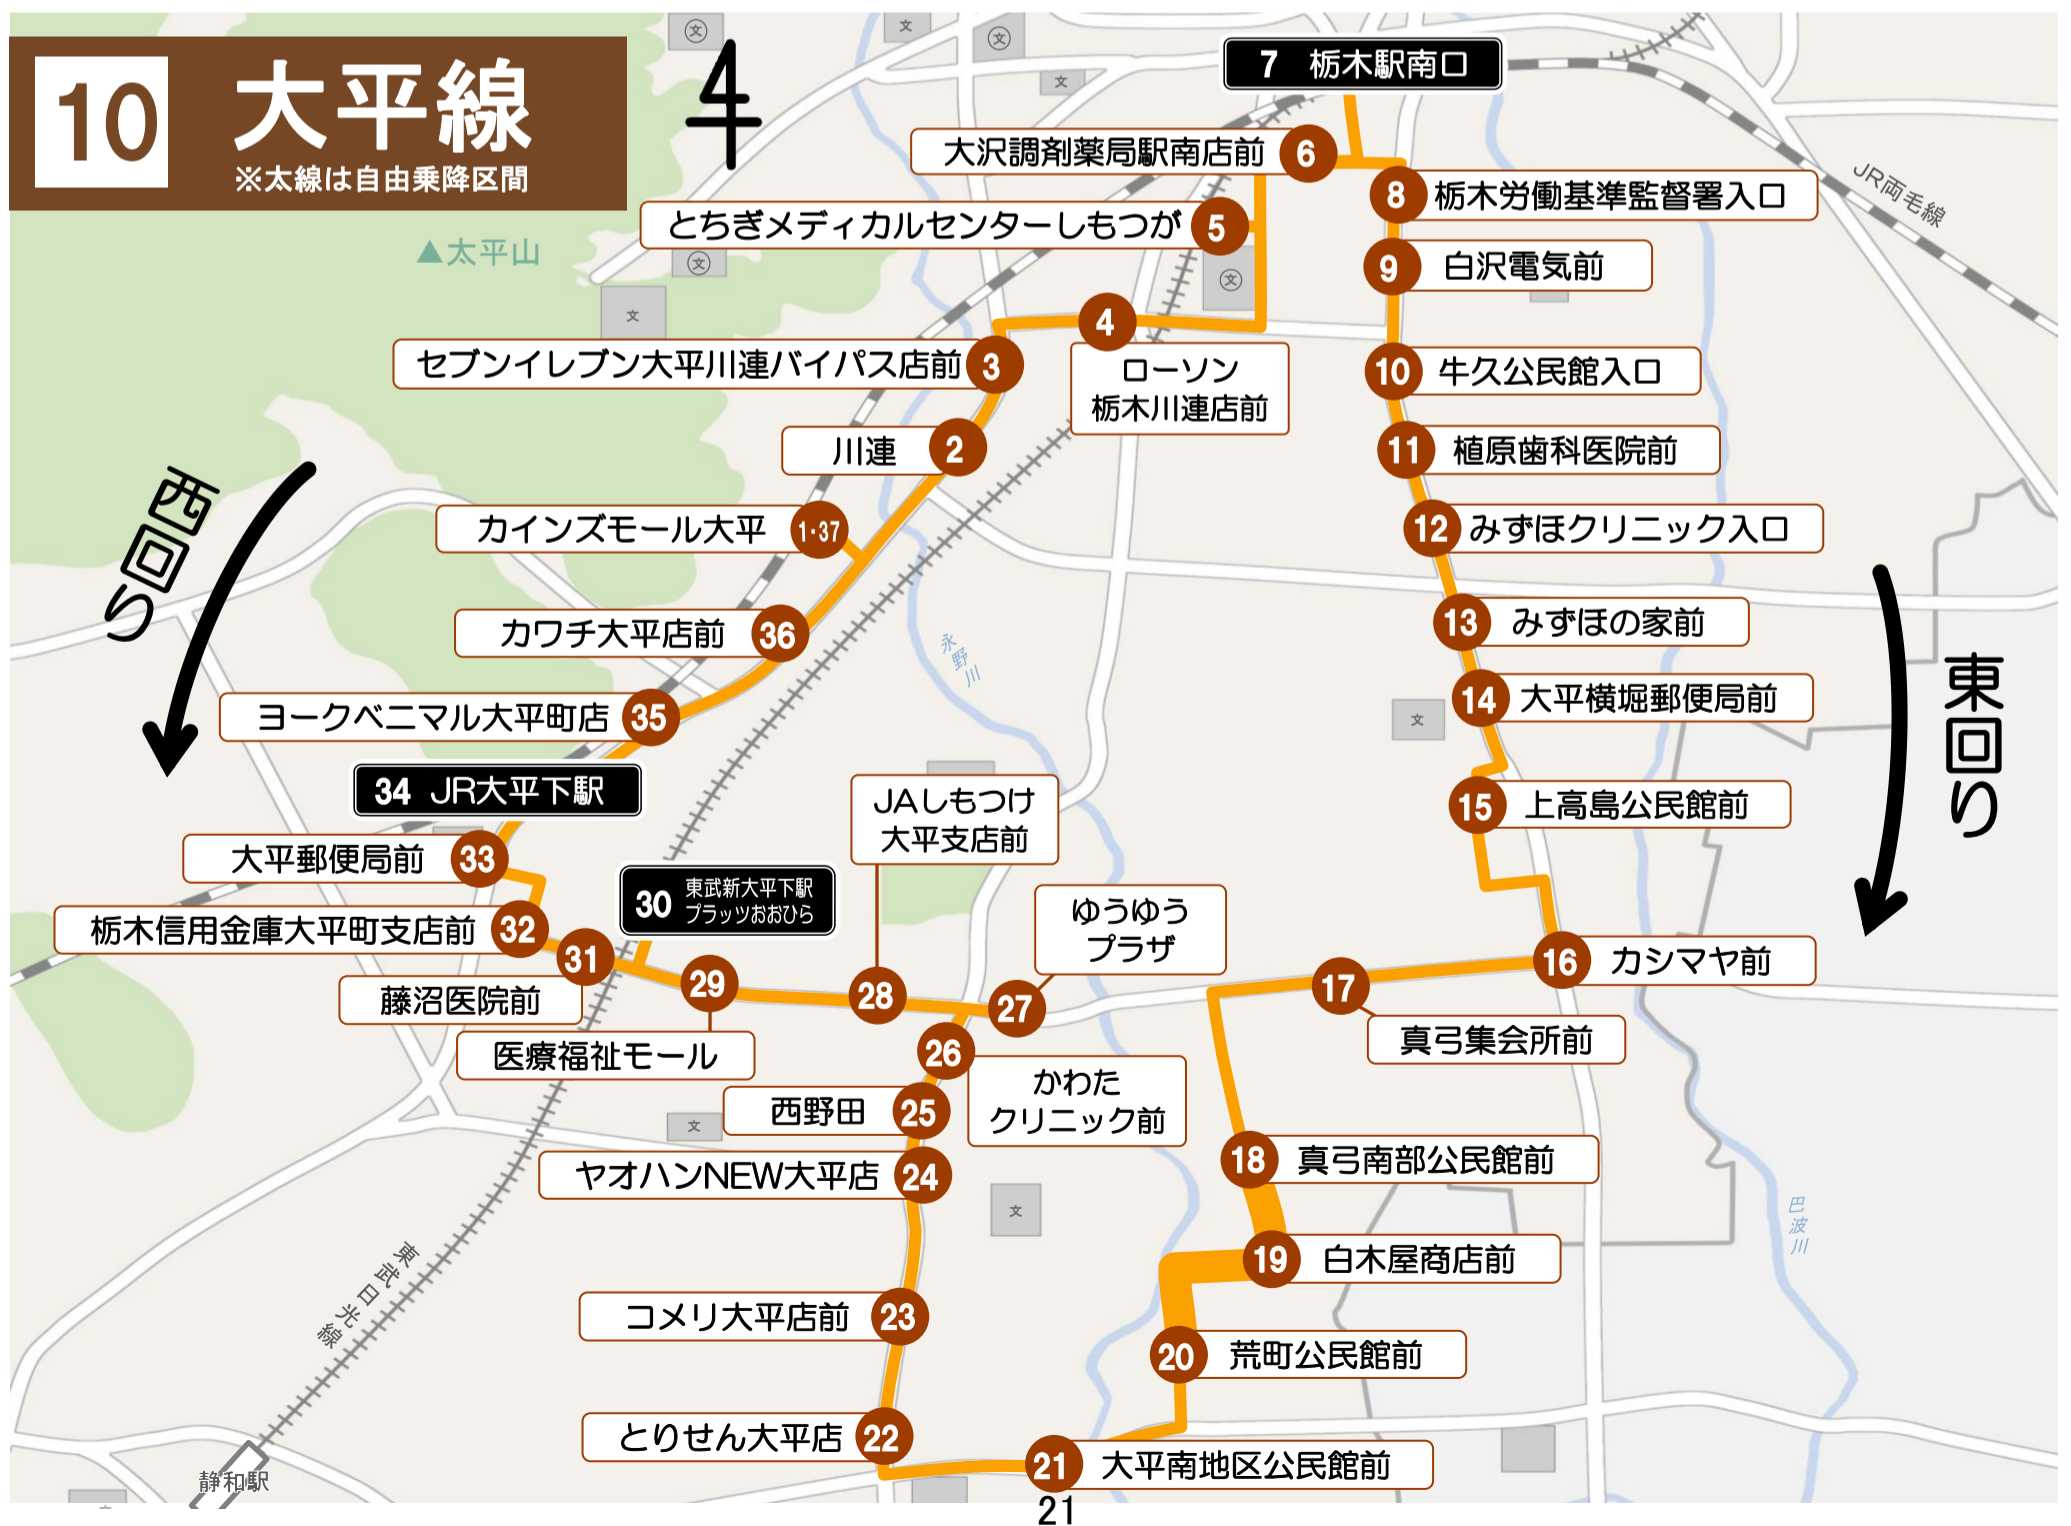 10 大平線
※太線は自由乗降区間
7 栃木駅南口
大沢調剤薬局駅南店前 6
8 栃木労働基準監督署入口
JR両毛線
とちぎメディカルセンターしもつが 5
▲太平山
9 白沢電気前
4
ローソン
栃木川連店前
セブンイレブン大平川連バイパス店前 3
10 牛久公民館入口
川連 2
11 植原歯科医院前
西回り
カインズモール大平 1・37
12 みずほクリニック入口
カワチ大平店前 36
13 みずほの家前
永野川
東回り
ヨークベニマル大平町店 35
14 大平横堀郵便局前
34 JR大平下駅
JAしもつけ
大平支店前
15 上高島公民館前
大平郵便局前 33
30 東武新大平下駅
プラッツおおひら
ゆうゆう
プラザ
栃木信用金庫大平町支店前 32
31
藤沼医院前
29
医療福祉モール
28
27
16 カシマヤ前
17
真弓集会所前
26
かわた
クリニック前
西野田 25
ヤオハンNEW大平店 24
18 真弓南部公民館前
巴波川
東武日光線
19 白木屋商店前
コメリ大平店前 23
20 荒町公民館前
とりせん大平店 22
21 大平南地区公民館前
静和駅
21
文
文
文
文
文
文
文
文
文
文
文